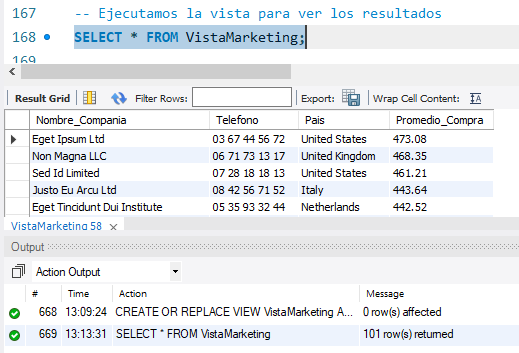 167 -- Ejecutamos la vista para ver los resultados
168 SELECT * FROM VistaMarketing;
169
Result Grid Filter Rows: Export: Wrap Cell Content:
Nombre_Compania Telefono Pais Promedio_Compra
Eget Ipsum Ltd 03 67 44 56 72 United States 473.08
Non Magna LLC 06 71 73 13 17 United Kingdom 468.35
Sed Id Limited 07 28 18 18 13 United States 461.21
Justo Eu Arcu Ltd 08 42 56 71 52 Italy 443.64
Eget Tincidunt Dui Institute 05 35 93 32 44 Netherlands 442.52
VistaMarketing 58
Output
Action Output
# Time Action Message
668 13:09:24 CREATE OR REPLACE VIEW VistaMarketing A... 0 row(s) affected
669 13:13:31 SELECT * FROM VistaMarketing 101 row(s) returned